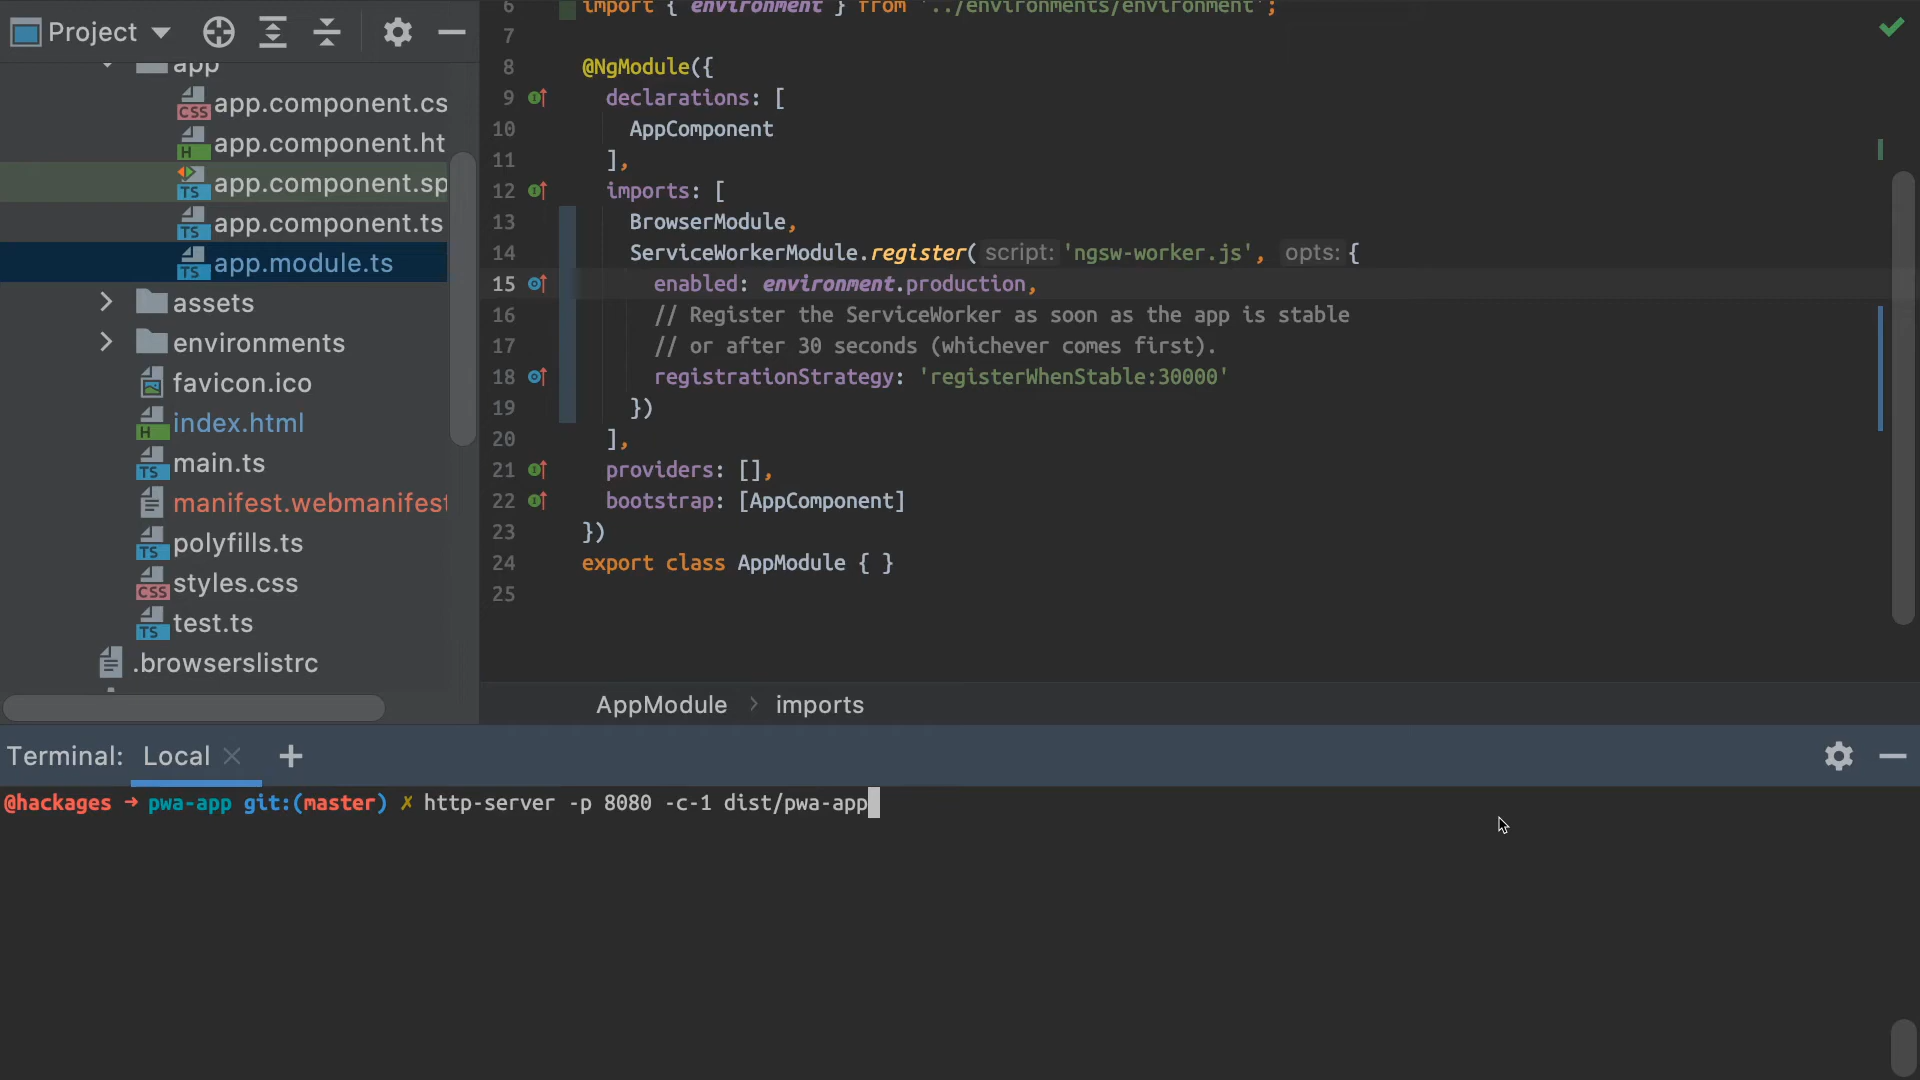 Project
app
app.component.cs
app.component.ht
app.component.sp
app.component.ts
app.module.ts
assets
environments
favicon.ico
index.html
main.ts
manifest.webmanifest
polyfills.ts
styles.css
test.ts
.browserslistrc
6 import { environment } from '../environments/environment';
7
8 @NgModule({
9 declarations: [
10 AppComponent
11 ],
12 imports: [
13 BrowserModule,
14 ServiceWorkerModule.register( script: 'ngsw-worker.js', opts: {
15 enabled: environment.production,
16 // Register the ServiceWorker as soon as the app is stable
17 // or after 30 seconds (whichever comes first).
18 registrationStrategy: 'registerWhenStable:30000'
19 })
20 ],
21 providers: [],
22 bootstrap: [AppComponent]
23 })
24 export class AppModule { }
25
AppModule > imports
Terminal: Local × +
@hackages → pwa-app git:(master) ✗ http-server -p 8080 -c-1 dist/pwa-app